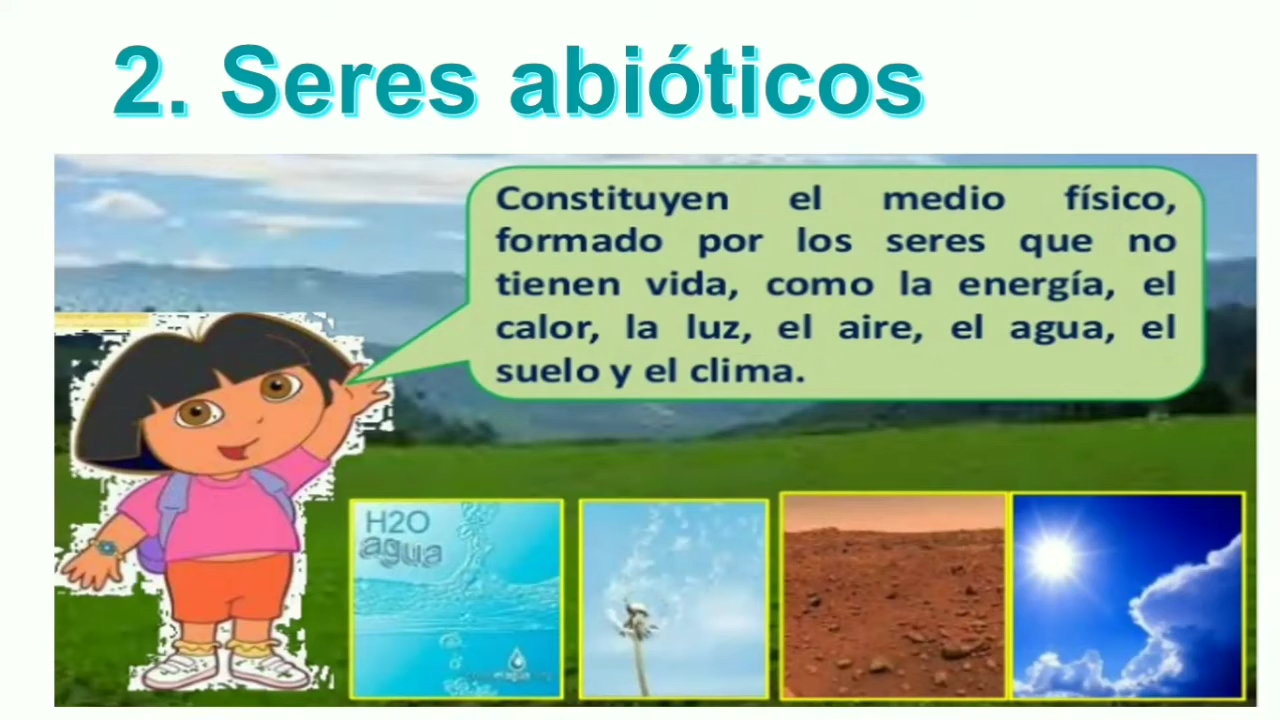 2. Seres abióticos
Constituyen el medio físico,
formado por los seres que no
tienen vida, como la energía, el
calor, la luz, el aire, el agua, el
suelo y el clima.
H2O
agua